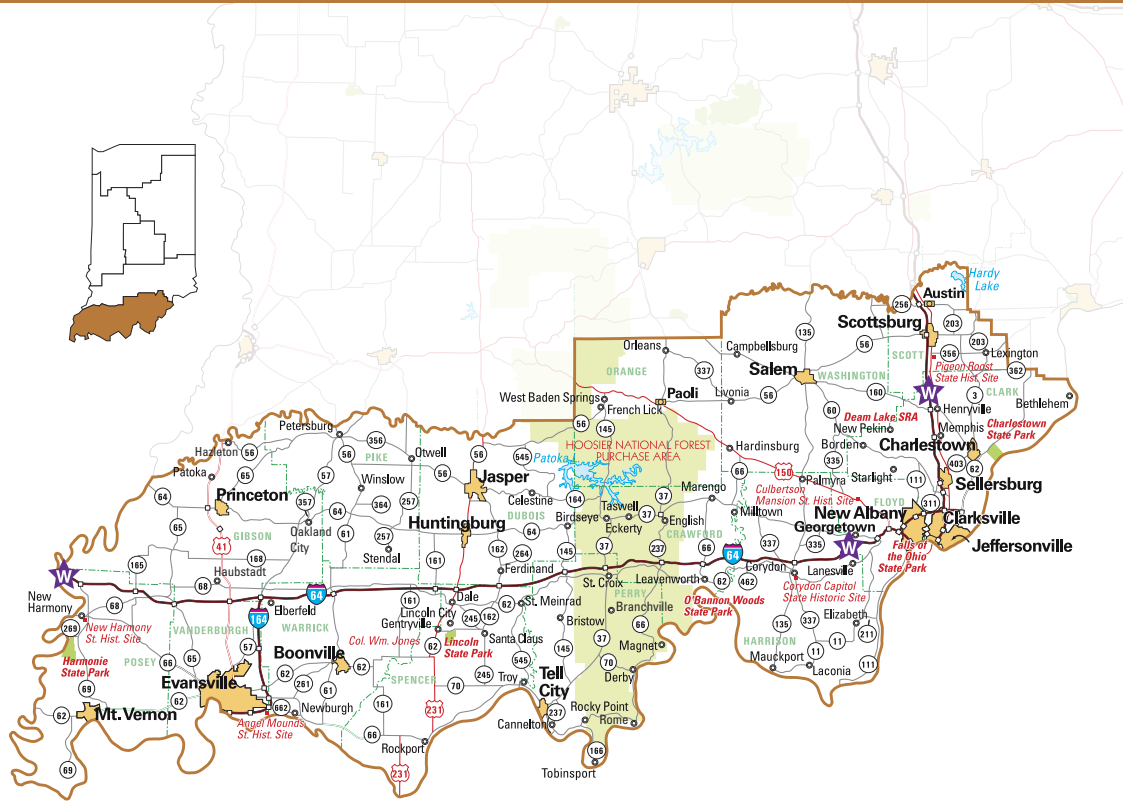 Hardy
Lake
Austin
256
Scottsburg
203
135
Orleans
Campbellsburg
56
SCOTT
356
203
Lexington
337
Salem
Pigeon Roost
State Hist. Site
362
ORANGE
WASHINGTON
160
W
3
CLARK
Paoli
Livonia
56
West Baden Springs
French Lick
60
Deam Lake SRA
Henryville
Bethlehem
New Pekin
Memphis
Charlestown
State Park
56
145
HOOSIER NATIONAL FOREST
PURCHASE AREA
Hardinsburg
Borden
Charlestown
335
403
62
Petersburg
356
Hazleton
56
PIKE
Otwell
56
545
Patoka L
66
150
Palmyra
Starlight
111
Sellersburg
Patoka
65
57
56
Winslow
Jasper
Celestine
164
37
Marengo
Culbertson
Mansion St. Hist. Site
FLOYD
311
Princeton
64
357
364
257
Taswell
Milltown
New Albany
Clarksville
64
Huntingburg
DUBOIS
Birdseye
37
English
Georgetown
65
GIBSON
Oakland
City
61
257
64
Eckerty
CRAWFORD
Jeffersonville
41
Stendal
162
264
145
37
237
66
64
337
335
W
Falls of
the Ohio
State Park
165
168
161
Ferdinand
Corydon
Lanesville
W
68
Haubstadt
St. Croix
Leavenworth
62
462
Corydon Capitol
State Historic Site
New
Harmony
68
64
161
Dale
62
St. Meinrad
PERRY
O'Bannon Woods
State Park
164
Elberfeld
Lincoln City
245
162
Branchville
135
337
Elizabeth
269
New Harmony
St. Hist. Site
VANDERBURGH
WARRICK
Gentryville
Bristow
66
211
57
Col. Wm. Jones
62
Lincoln
State Park
Santa Claus
37
HARRISON
11
Harmonie
State Park
POSEY
66
65
Boonville
62
545
145
Magnet
Mauckport
11
Laconia
111
SPENCER
70
Evansville
62
261
61
70
Troy
Tell
City
Derby
69
62
161
62
Mt. Vernon
662
Newburgh
231
237
Rocky Point
Rome
Angel Mounds
St. Hist. Site
66
Cannelton
Rockport
69
231
166
Tobinsport